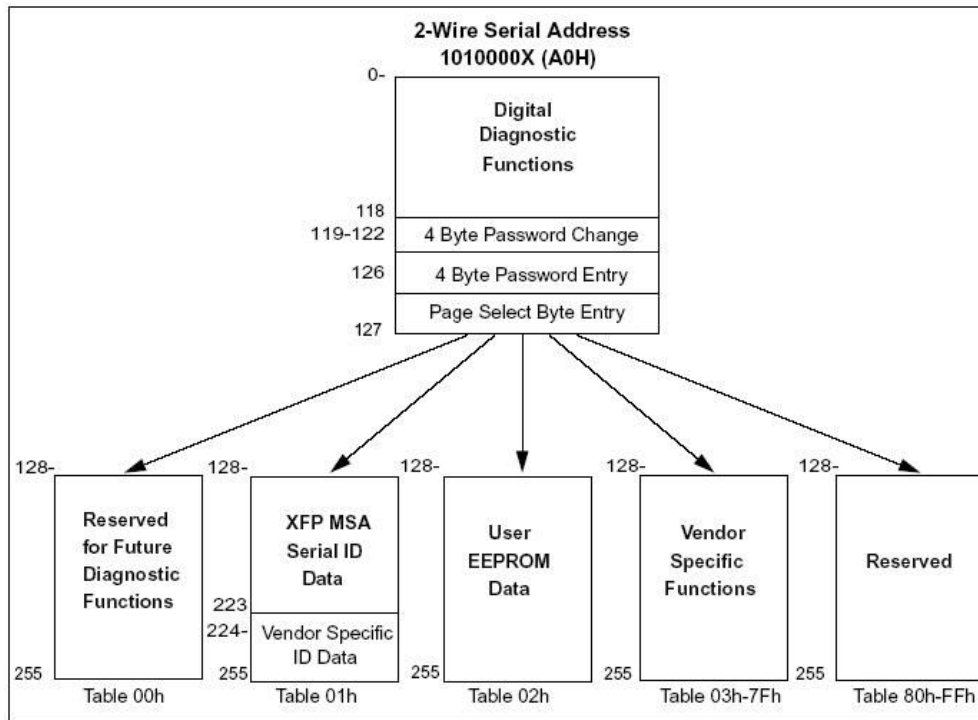 2-Wire Serial Address
1010000X (A0H)
0-
Digital
Diagnostic
Functions
118
119-122
4 Byte Password Change
126
4 Byte Password Entry
Page Select Byte Entry
127
128-
Reserved
for Future
Diagnostic
Functions
255
Table 00h
128-
XFP MSA
Serial ID
Data
223
224-
Vendor Specific
ID Data
255
Table 01h
128-
User
EEPROM
Data
255
Table 02h
128-
Vendor
Specific
Functions
255
Table 03h-7Fh
128-
Reserved
255
Table 80h-FFh